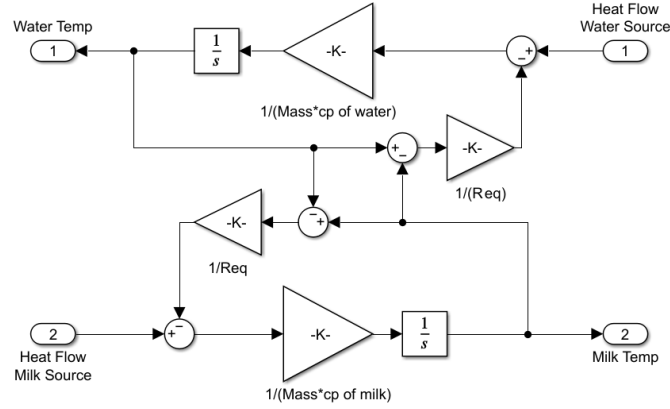 Water Temp
Heat Flow
Water Source
1
1
s
-K-
+
−
1
1/(Mass*cp of water)
+
−
-K-
1/(Req)
-K-
−
+
1/Req
2
+
−
-K-
1
s
2
Heat Flow
Milk Source
Milk Temp
1/(Mass*cp of milk)